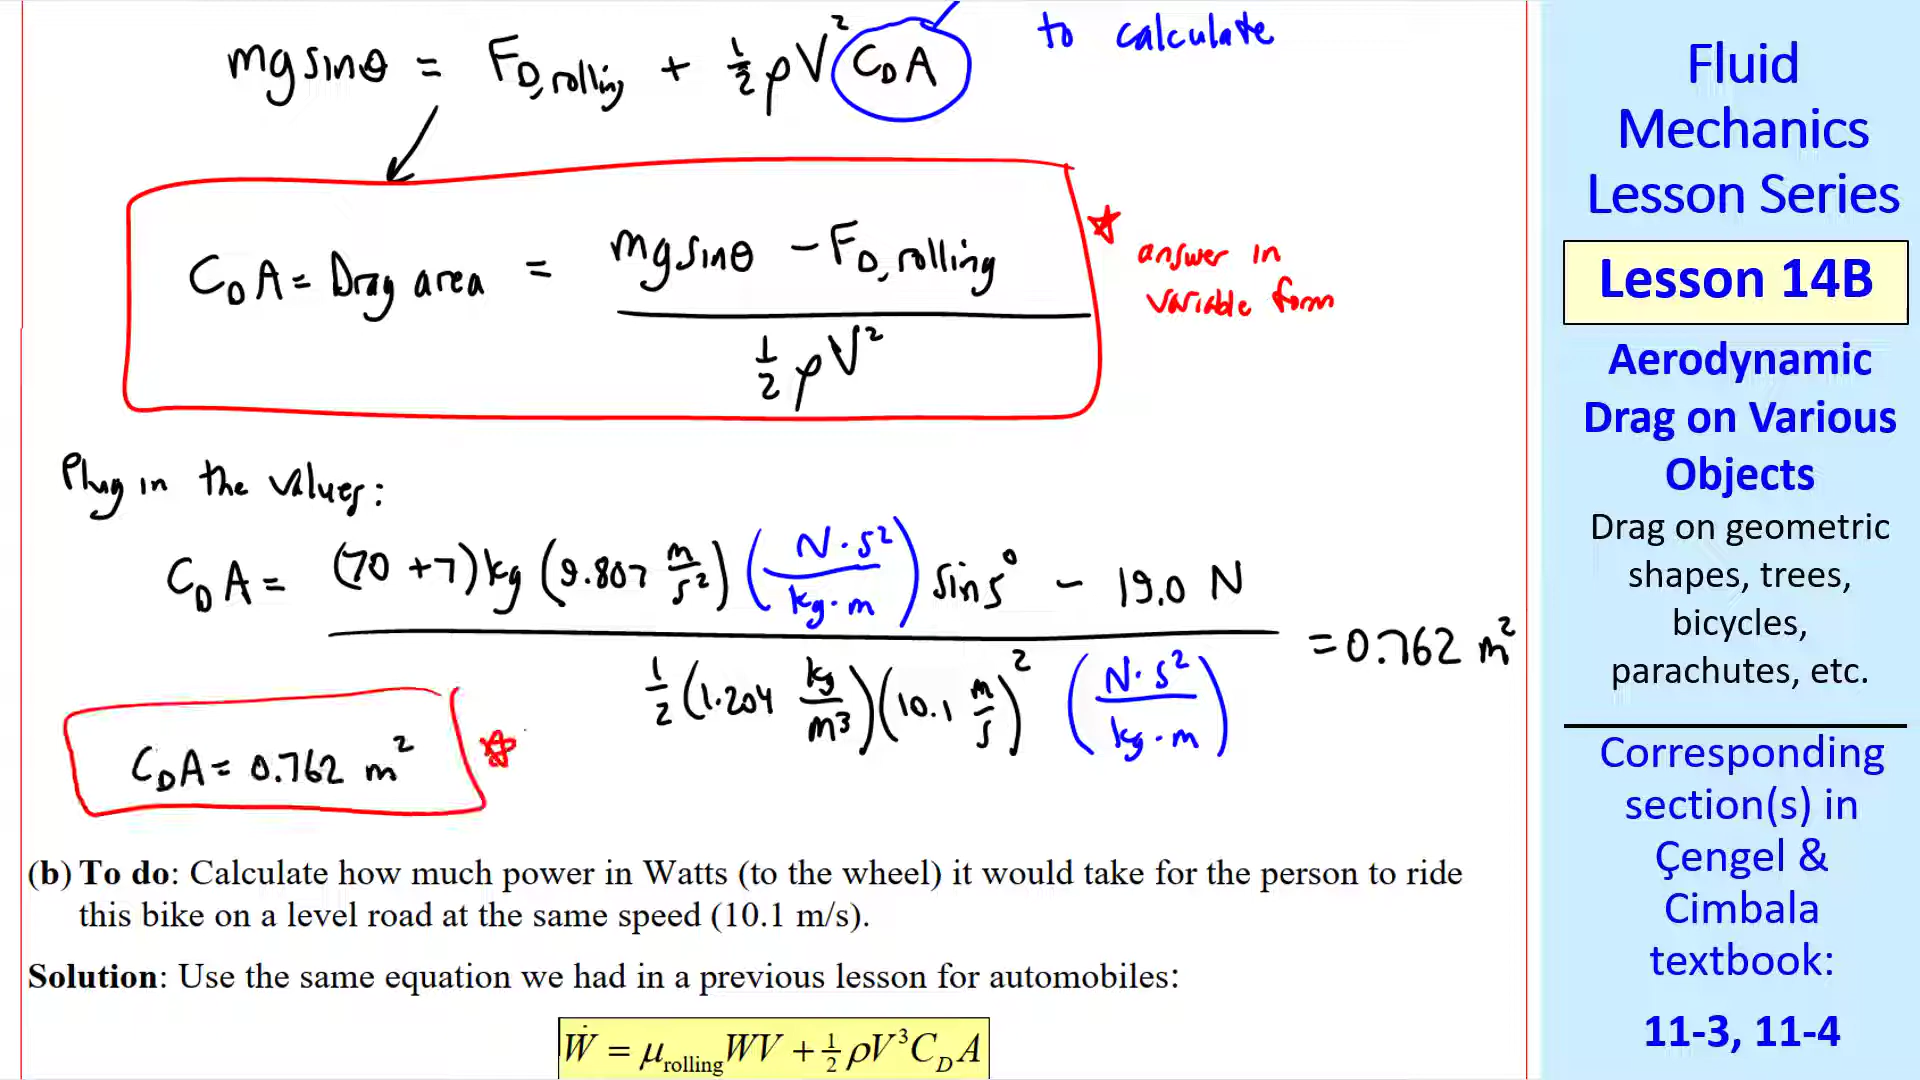 mg sinθ = F_D,rolling + ½ρV² C_D A
to calculate
C_D A = Drag area = (mg sinθ − F_D,rolling) / (½ρV²)
answer in
variable form
Plug in the values:
C_D A = ((70 + 7) kg (9.807 m/s²) (N·s²/kg·m) sin 5° − 19.0 N) / (½ (1.204 kg/m³)(10.1 m/s)² (N·s²/kg·m)) = 0.762 m²
C_D A = 0.762 m²
(b) To do: Calculate how much power in Watts (to the wheel) it would take for the person to ride
this bike on a level road at the same speed (10.1 m/s).
Solution: Use the same equation we had in a previous lesson for automobiles:
Ẇ = μ_rolling WV + ½ρV³C_D A
Fluid
Mechanics
Lesson Series
Lesson 14B
Aerodynamic
Drag on Various
Objects
Drag on geometric
shapes, trees,
bicycles,
parachutes, etc.
Corresponding
section(s) in
Çengel &
Cimbala
textbook:
11-3, 11-4